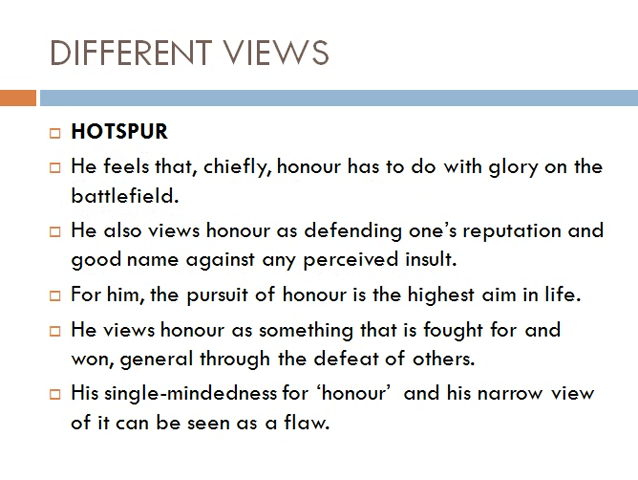 DIFFERENT VIEWS
HOTSPUR
He feels that, chiefly, honour has to do with glory on the
battlefield.
He also views honour as defending one’s reputation and
good name against any perceived insult.
For him, the pursuit of honour is the highest aim in life.
He views honour as something that is fought for and
won, general through the defeat of others.
His single-mindedness for ‘honour’ and his narrow view
of it can be seen as a flaw.